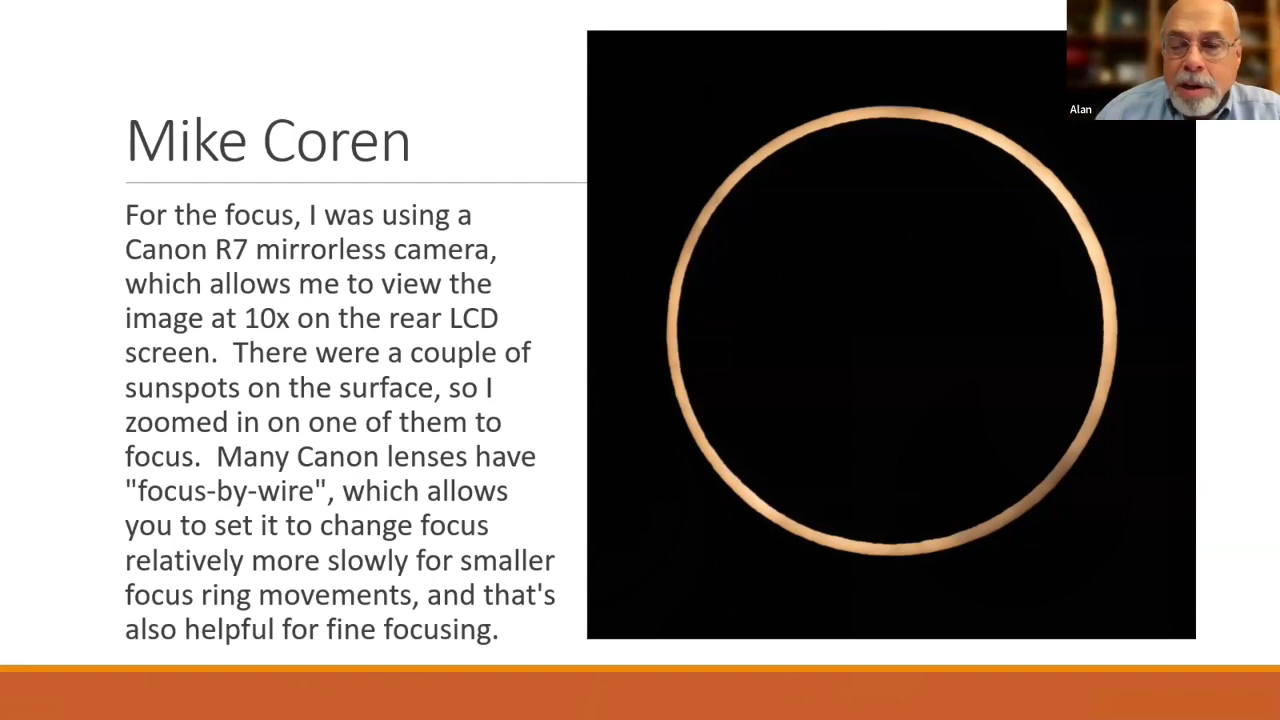 Mike Coren
For the focus, I was using a
Canon R7 mirrorless camera,
which allows me to view the
image at 10x on the rear LCD
screen.  There were a couple of
sunspots on the surface, so I
zoomed in on one of them to
focus.  Many Canon lenses have
"focus-by-wire", which allows
you to set it to change focus
relatively more slowly for smaller
focus ring movements, and that's
also helpful for fine focusing.
Alan